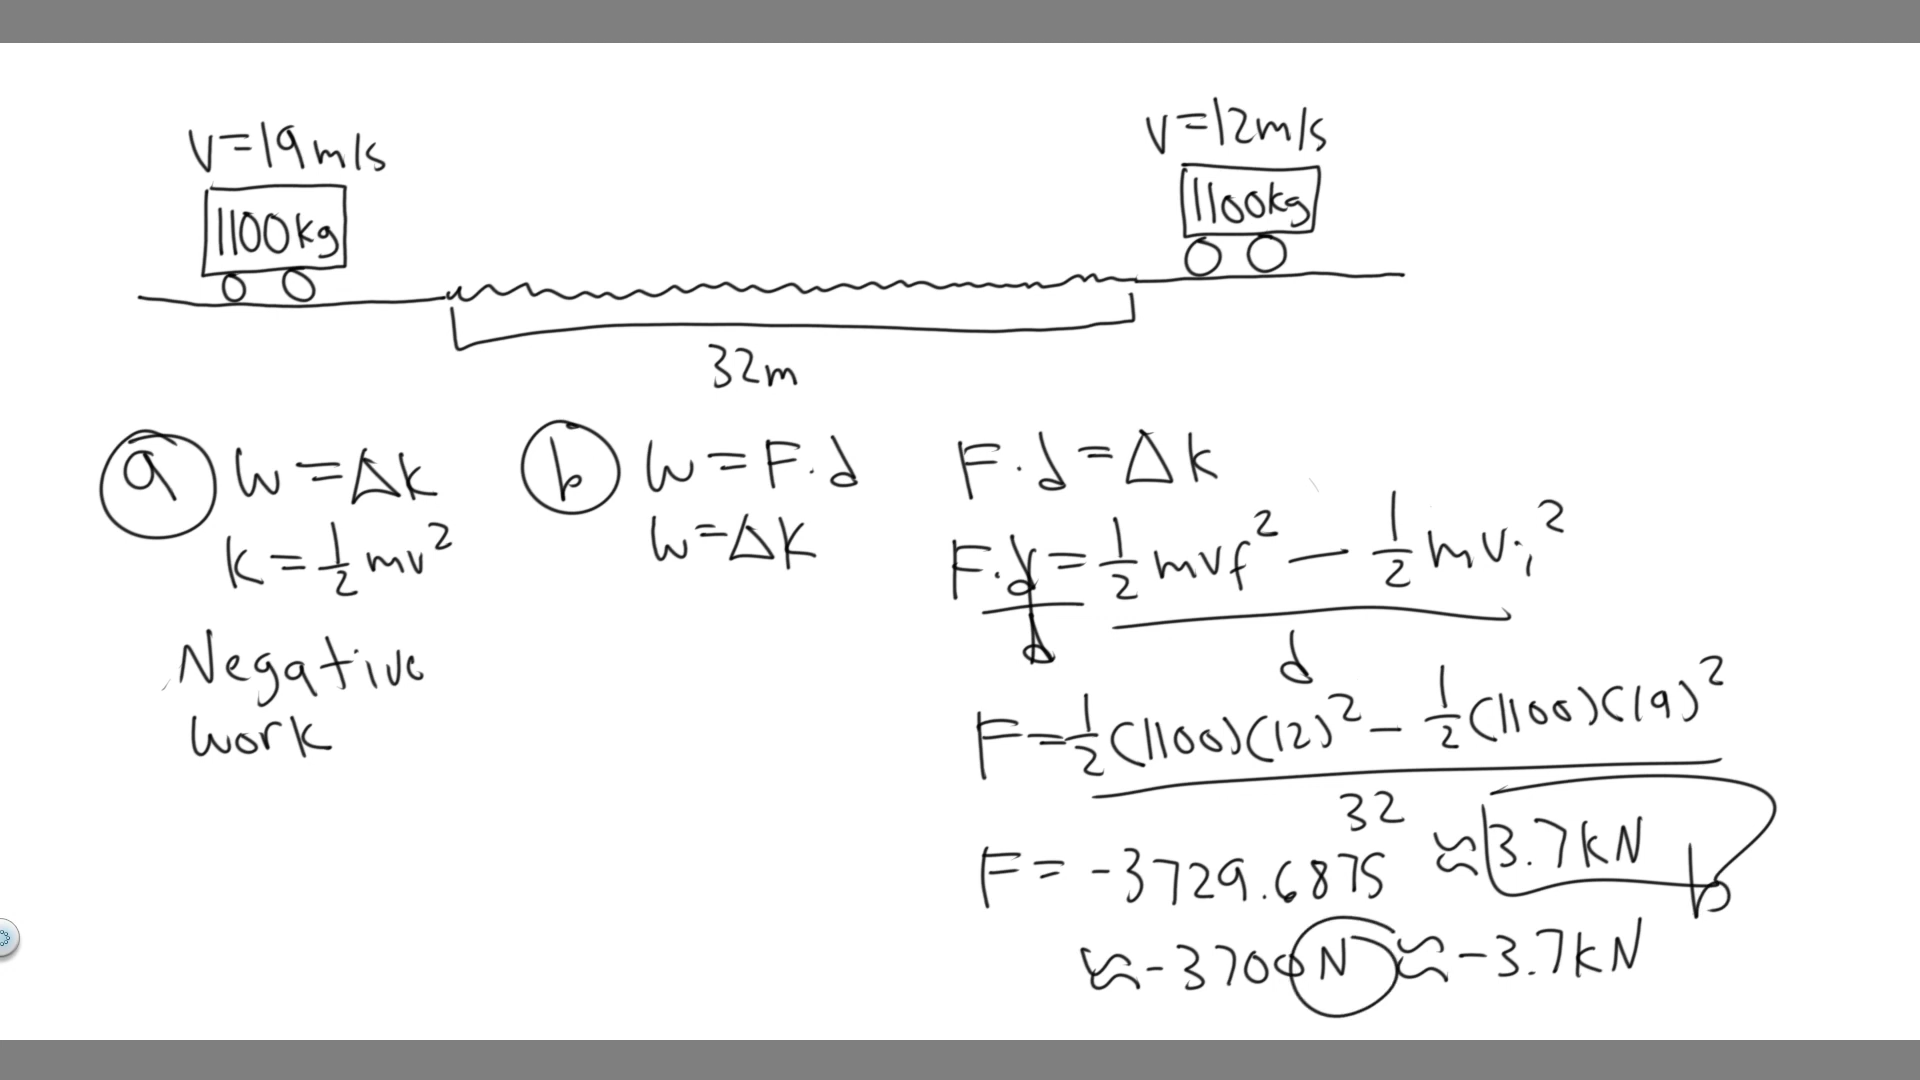 v=19m/s
1100kg
v=12m/s
1100kg
32m
a
W=Δk
k=½mv²
Negative
work
b
W=F.d
W=Δk
F.d=Δk
F.d=½mvf²-½mvi²
d
d
F=½(1100)(12)²-½(1100)(19)²
32
F=-3729.6875
≈3.7kN
b
≈-3700N≈-3.7kN